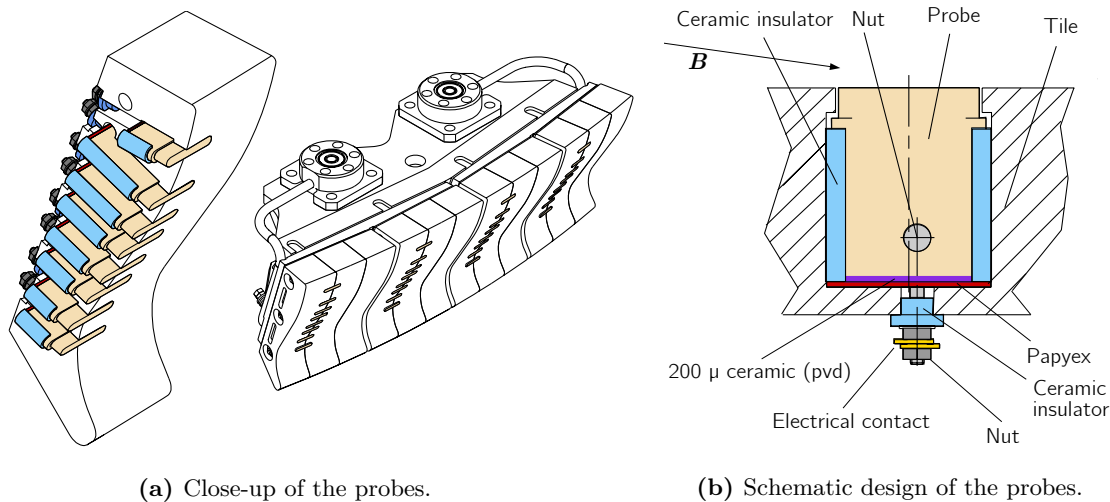 Ceramic insulator
Nut
Probe
Tile
B
200 µ ceramic (pvd)
Papyex
Electrical contact
Ceramic
insulator
Nut
(a) Close-up of the probes.
(b) Schematic design of the probes.